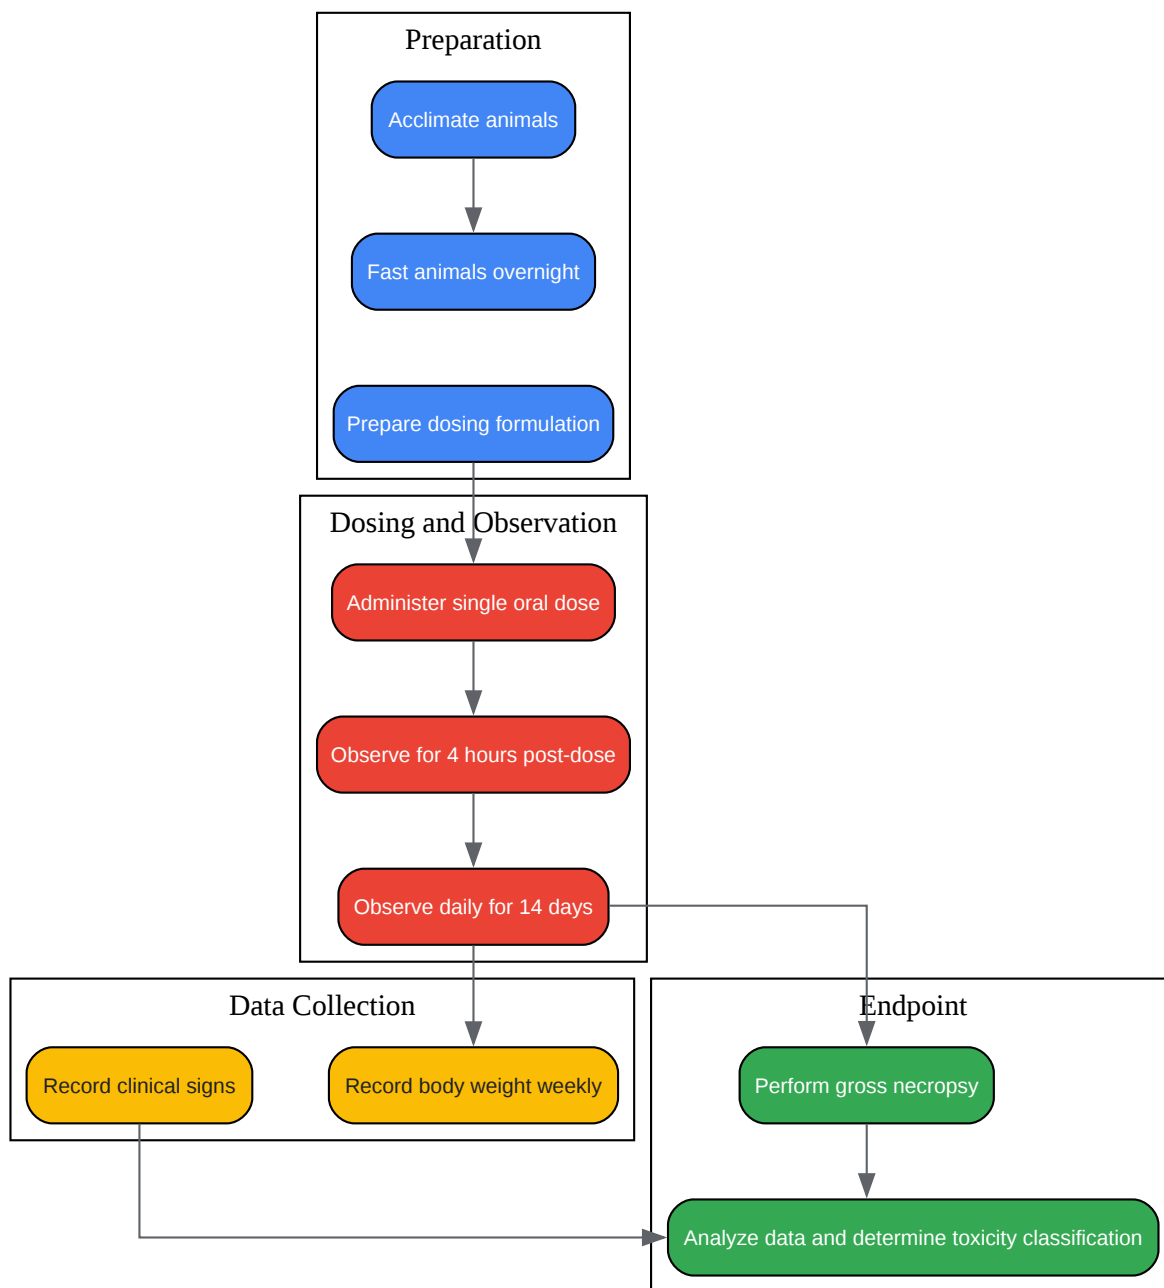 Preparation
Acclimate animals
Fast animals overnight
Prepare dosing formulation
Dosing and Observation
Administer single oral dose
Observe for 4 hours post-dose
Observe daily for 14 days
Data Collection
Record clinical signs
Record body weight weekly
Endpoint
Perform gross necropsy
Analyze data and determine toxicity classification